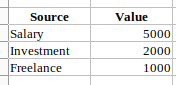 Source Value
Salary 5000
Investment 2000
Freelance 1000